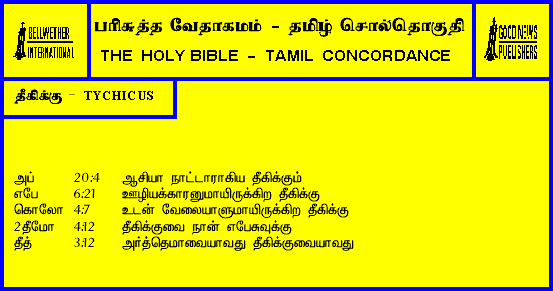 BELLWETHER
INTERNATIONAL
பரிசுத்த வேதாகமம் - தமிழ் சொல்தொகுதி
THE HOLY BIBLE - TAMIL CONCORDANCE
GOOD NEWS
PUBLISHERS
தீகிக்கு - TYCHICUS
அப் 20:4 ஆசியா நாட்டாராகிய தீகிக்கும்
எபே 6:21 ஊழியக்காரனுமாயிருக்கிற தீகிக்கு
கொலோ 4:7 உடன் வேலையாளுமாயிருக்கிற தீகிக்கு
2தீமோ 4:12 தீகிக்குவை நான் எபேசுவுக்கு
தீத் 3:12 அர்த்தெமாவையாவது தீகிக்குவையாவது